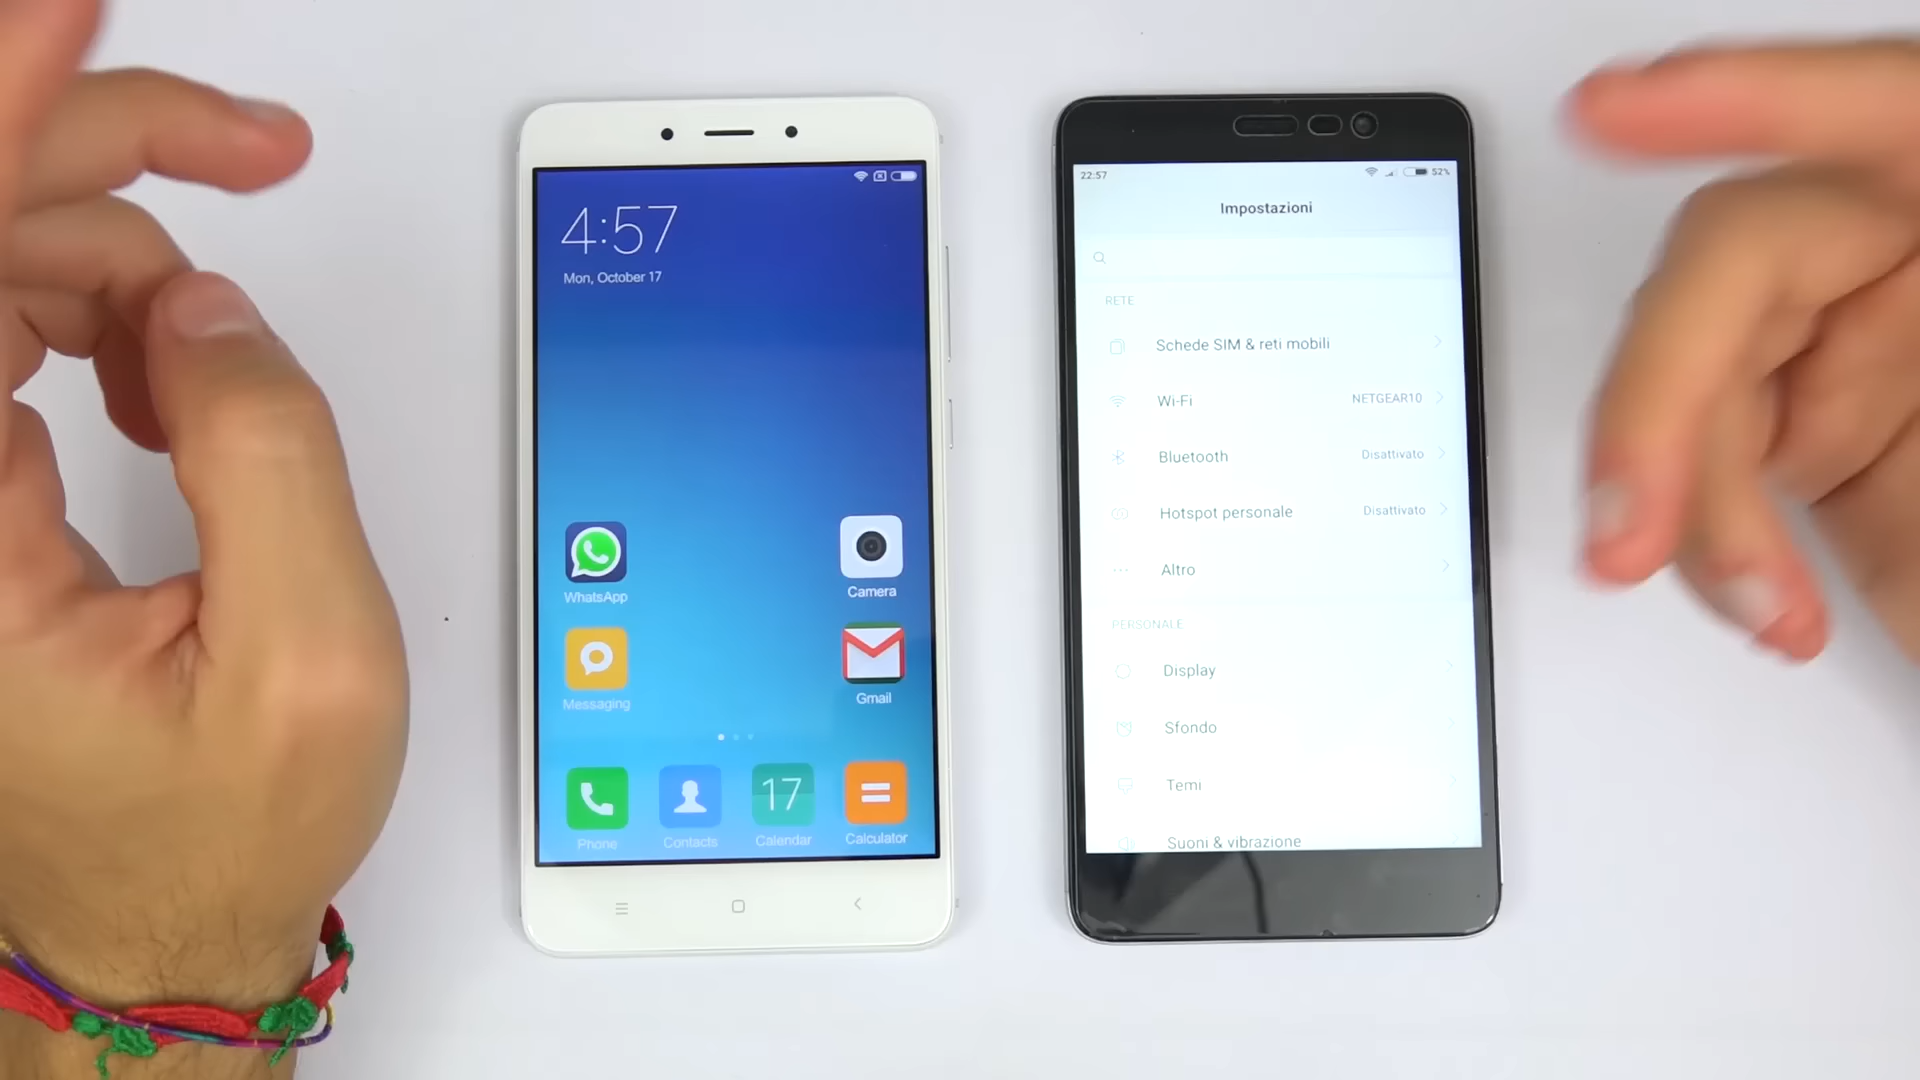 4:57
Mon, October 17
WhatsApp
Camera
Messaging
Gmail
17
Phone
Contacts
Calendar
Calculator
22:57
52%
Impostazioni
RETE
Schede SIM & reti mobili
Wi-Fi NETGEAR10
Bluetooth Disattivato
Hotspot personale Disattivato
Altro
PERSONALE
Display
Sfondo
Temi
Suoni & vibrazione